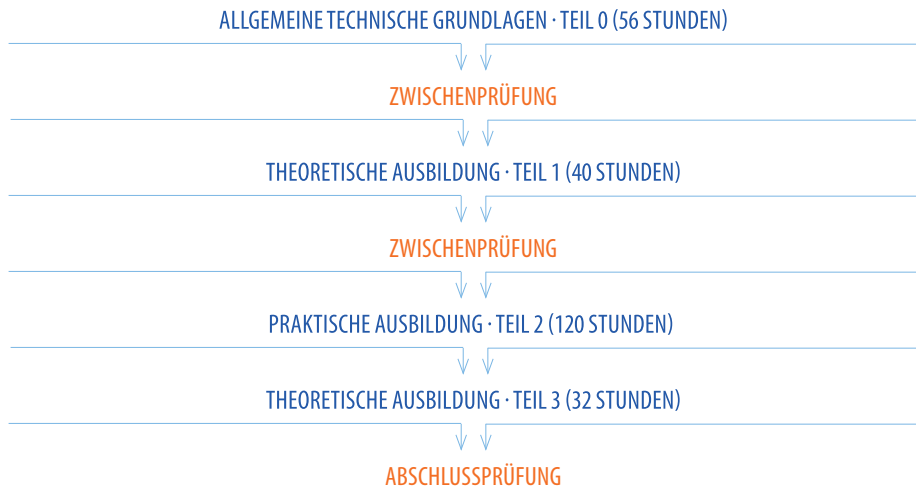 ALLGEMEINE TECHNISCHE GRUNDLAGEN · TEIL 0 (56 STUNDEN)
ZWISCHENPRÜFUNG
THEORETISCHE AUSBILDUNG · TEIL 1 (40 STUNDEN)
ZWISCHENPRÜFUNG
PRAKTISCHE AUSBILDUNG · TEIL 2 (120 STUNDEN)
THEORETISCHE AUSBILDUNG · TEIL 3 (32 STUNDEN)
ABSCHLUSSPRÜFUNG